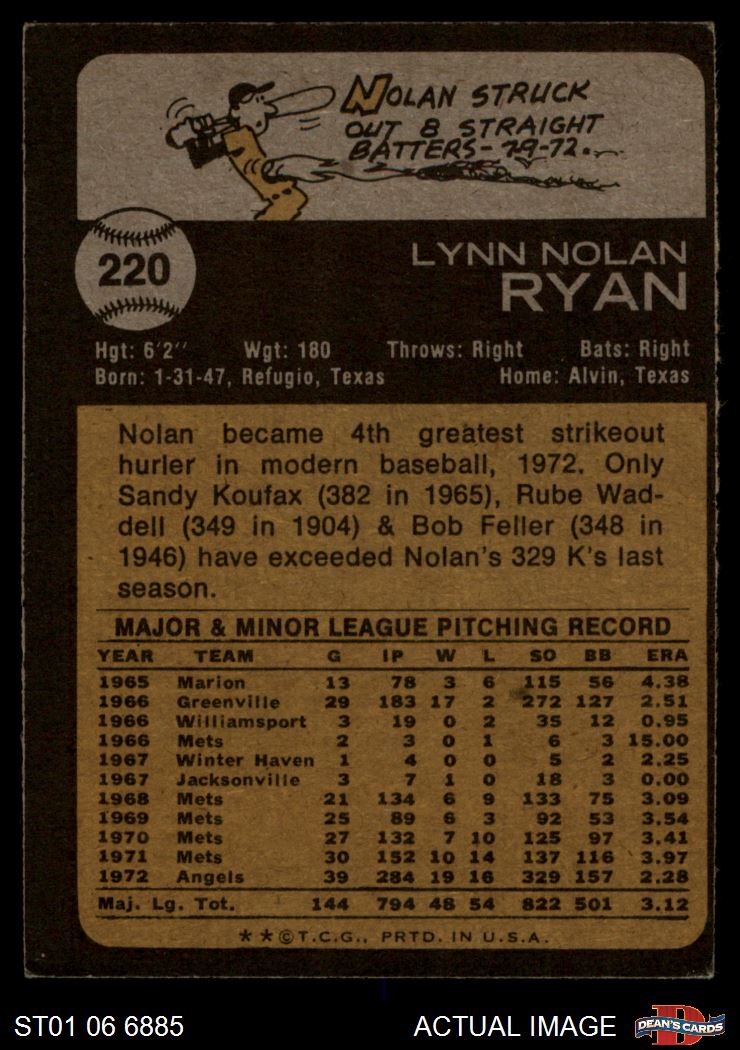 NOLAN STRUCK
OUT 8 STRAIGHT
BATTERS-7-9-72.
220
LYNN NOLAN
RYAN
Hgt: 6'2'' Wgt: 180 Throws: Right Bats: Right
Born: 1-31-47, Refugio, Texas Home: Alvin, Texas
Nolan became 4th greatest strikeout
hurler in modern baseball, 1972. Only
Sandy Koufax (382 in 1965), Rube Wad-
dell (349 in 1904) & Bob Feller (348 in
1946) have exceeded Nolan's 329 K's last
season.
MAJOR & MINOR LEAGUE PITCHING RECORD
YEAR TEAM G IP W L SO BB ERA
1965 Marion 13 78 3 6 115 56 4.38
1966 Greenville 29 183 17 2 272 127 2.51
1966 Williamsport 3 19 0 2 35 12 0.95
1966 Mets 2 3 0 1 6 3 15.00
1967 Winter Haven 1 4 0 0 5 2 2.25
1967 Jacksonville 3 7 1 0 18 3 0.00
1968 Mets 21 134 6 9 133 75 3.09
1969 Mets 25 89 6 3 92 53 3.54
1970 Mets 27 132 7 10 125 97 3.41
1971 Mets 30 152 10 14 137 116 3.97
1972 Angels 39 284 19 16 329 157 2.28
Maj. Lg. Tot. 144 794 48 54 822 501 3.12
**©T.C.G., PRTD. IN U.S.A.
ST01 06 6885 ACTUAL IMAGE D DEAN'S CARDS